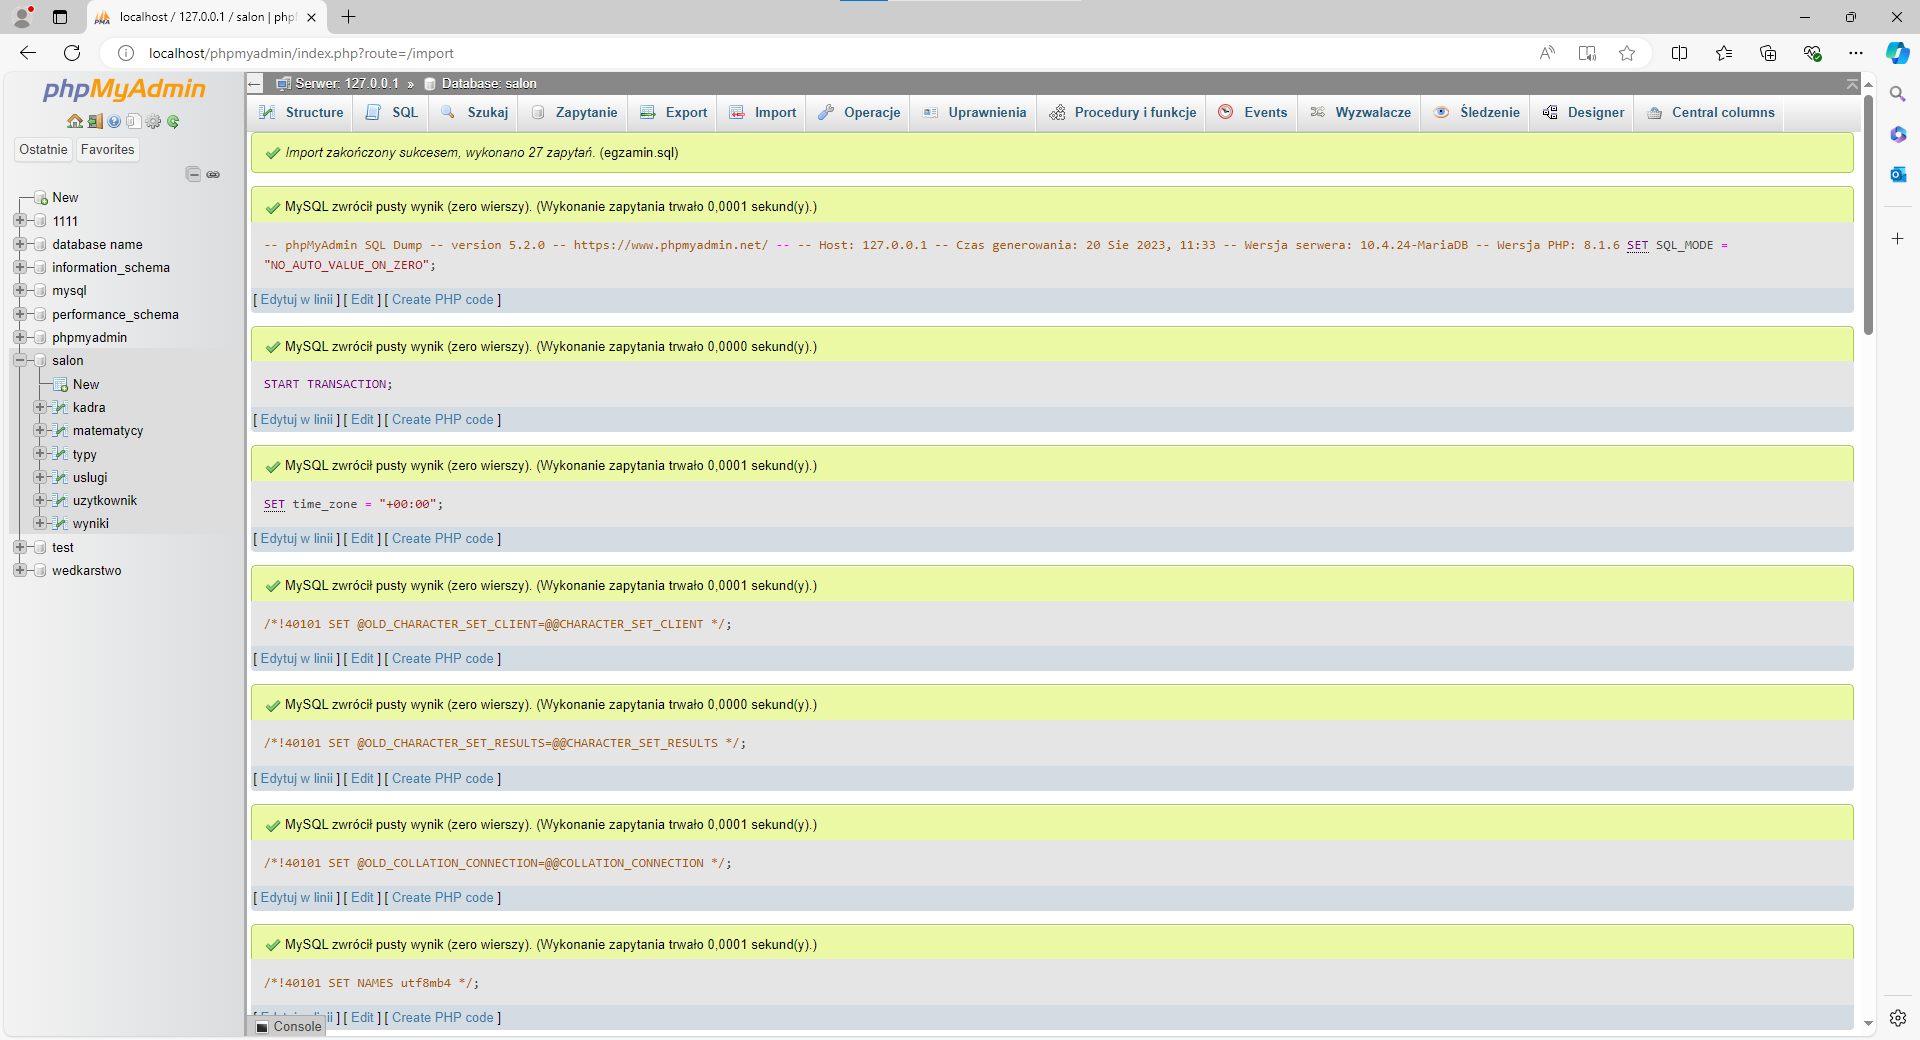 localhost / 127.0.0.1 / salon | php
localhost/phpmyadmin/index.php?route=/import
phpMyAdmin
Ostatnie Favorites
New
1111
database name
information_schema
mysql
performance_schema
phpmyadmin
salon
New
kadra
matematycy
typy
uslugi
uzytkownik
wyniki
test
wedkarstwo
Serwer: 127.0.0.1 » Database: salon
Structure SQL Szukaj Zapytanie Export Import Operacje Uprawnienia Procedury i funkcje Events Wyzwalacze Śledzenie Designer Central columns
Import zakończony sukcesem, wykonano 27 zapytań. (egzamin.sql)
MySQL zwrócił pusty wynik (zero wierszy). (Wykonanie zapytania trwało 0,0001 sekund(y).)
-- phpMyAdmin SQL Dump -- version 5.2.0 -- https://www.phpmyadmin.net/ -- -- Host: 127.0.0.1 -- Czas generowania: 20 Sie 2023, 11:33 -- Wersja serwera: 10.4.24-MariaDB -- Wersja PHP: 8.1.6 SET SQL_MODE =
"NO_AUTO_VALUE_ON_ZERO";
[ Edytuj w linii ] [ Edit ] [ Create PHP code ]
MySQL zwrócił pusty wynik (zero wierszy). (Wykonanie zapytania trwało 0,0000 sekund(y).)
START TRANSACTION;
[ Edytuj w linii ] [ Edit ] [ Create PHP code ]
MySQL zwrócił pusty wynik (zero wierszy). (Wykonanie zapytania trwało 0,0001 sekund(y).)
SET time_zone = "+00:00";
[ Edytuj w linii ] [ Edit ] [ Create PHP code ]
MySQL zwrócił pusty wynik (zero wierszy). (Wykonanie zapytania trwało 0,0001 sekund(y).)
/*!40101 SET @OLD_CHARACTER_SET_CLIENT=@@CHARACTER_SET_CLIENT */;
[ Edytuj w linii ] [ Edit ] [ Create PHP code ]
MySQL zwrócił pusty wynik (zero wierszy). (Wykonanie zapytania trwało 0,0000 sekund(y).)
/*!40101 SET @OLD_CHARACTER_SET_RESULTS=@@CHARACTER_SET_RESULTS */;
[ Edytuj w linii ] [ Edit ] [ Create PHP code ]
MySQL zwrócił pusty wynik (zero wierszy). (Wykonanie zapytania trwało 0,0001 sekund(y).)
/*!40101 SET @OLD_COLLATION_CONNECTION=@@COLLATION_CONNECTION */;
[ Edytuj w linii ] [ Edit ] [ Create PHP code ]
MySQL zwrócił pusty wynik (zero wierszy). (Wykonanie zapytania trwało 0,0001 sekund(y).)
/*!40101 SET NAMES utf8mb4 */;
[ Edit ] [ Create PHP code ]
Console